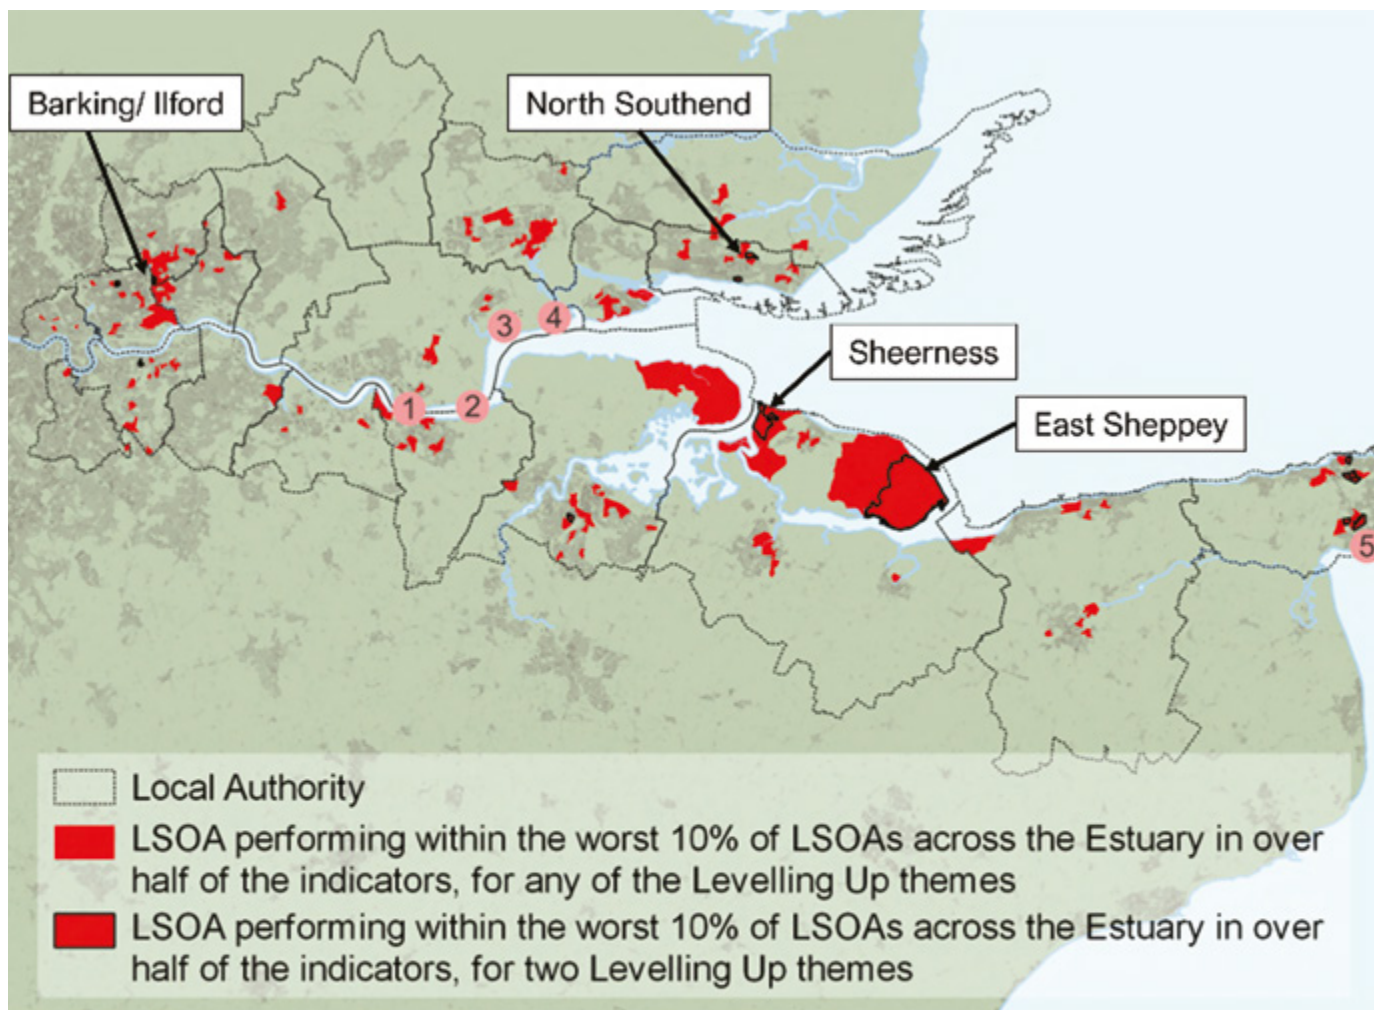 Barking/ Ilford
North Southend
3
4
Sheerness
1
2
East Sheppey
5
Local Authority
LSOA performing within the worst 10% of LSOAs across the Estuary in over
half of the indicators, for any of the Levelling Up themes
LSOA performing within the worst 10% of LSOAs across the Estuary in over
half of the indicators, for two Levelling Up themes